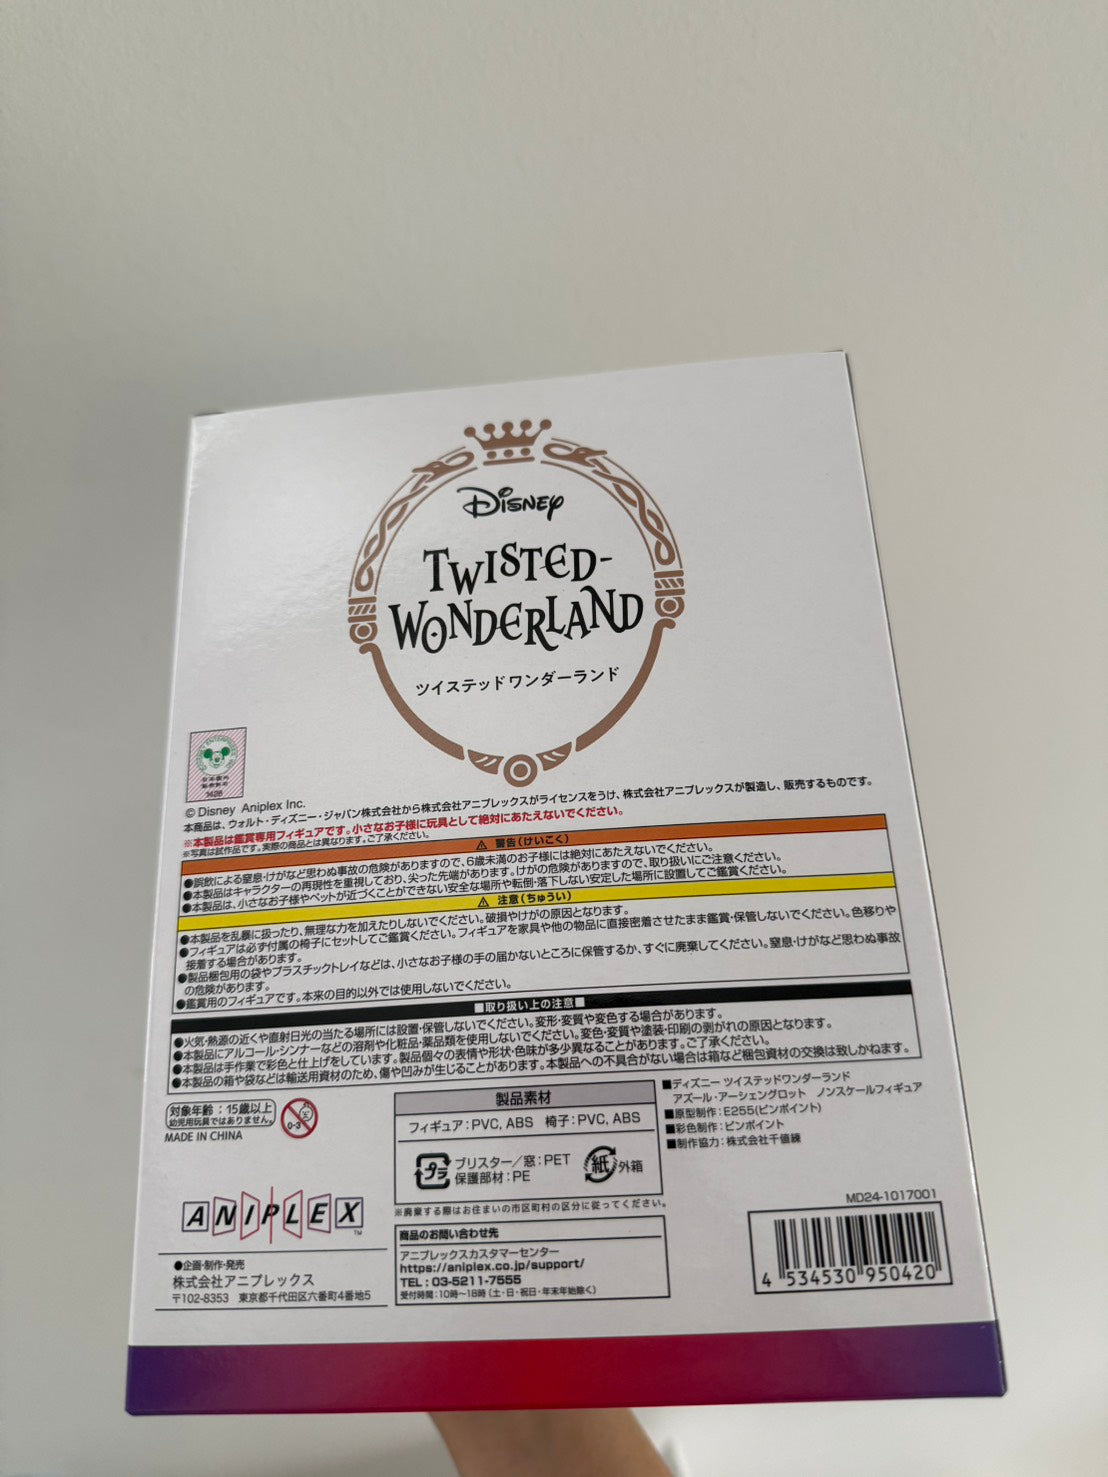 Disney
TWISTED-
WONDERLAND
ツイステッドワンダーランド
1428
© Disney Aniplex Inc.
本商品は、ウォルト・ディズニー・ジャパン株式会社から株式会社アニプレックスがライセンスをうけ、株式会社アニプレックスが製造し、販売するものです。
※本製品は鑑賞専用フィギュアです。小さなお子様に玩具として絶対にあたえないでください。
※写真は試作品です。実際の商品とは異なります。ご了承ください。
⚠ 警告(けいこく)
●誤飲による窒息・けがなど思わぬ事故の危険がありますので、6歳未満のお子様には絶対にあたえないでください。
●本製品はキャラクターの再現性を重視しており、尖った先端があります。けがの危険がありますので、取り扱いにご注意ください。
●本製品は、小さなお子様やペットが近づくことができない安全な場所や転倒・落下しない安定した場所に設置してご鑑賞ください。
⚠ 注意(ちゅうい)
●本製品を乱暴に扱ったり、無理な力を加えたりしないでください。破損やけがの原因となります。
●フィギュアは必ず付属の椅子にセットしてご鑑賞ください。フィギュアを家具や他の物品に直接密着させたまま鑑賞・保管しないでください。色移りや
接着する場合があります。
●製品梱包用の袋やプラスチックトレイなどは、小さなお子様の手の届かないところに保管するか、すぐに廃棄してください。窒息・けがなど思わぬ事故
の危険があります。
●鑑賞用のフィギュアです。本来の目的以外では使用しないでください。
■取り扱い上の注意■
●火気・熱源の近くや直射日光の当たる場所には設置・保管しないでください。変形・変質や変色する場合があります。
●本製品にアルコール・シンナーなどの溶剤や化粧品・薬品類を使用しないでください。変色・変質や塗装・印刷の剥がれの原因となります。
●本製品は手作業で彩色と仕上げをしています。製品個々の表情や形状・色味が多少異なることがあります。ご了承ください。
●本製品の箱や袋などは輸送用資材のため、傷や凹みが生じることがあります。本製品への不具合がない場合は箱など梱包資材の交換は致しかねます。
対象年齢：15歳以上
幼児用玩具ではありません。
0-3
MADE IN CHINA
製品素材
フィギュア：PVC, ABS 椅子：PVC, ABS
プラ
ブリスター／窓：PET
保護部材：PE
紙 外箱
※廃棄する際はお住まいの市区町村の区分に従ってください。
■ディズニー ツイステッドワンダーランド
アズール・アーシェングロット ノンスケールフィギュア
■原型制作：E255(ピンポイント)
■彩色制作：ピンポイント
■制作協力：株式会社千値練
ANIPLEX
TM
●企画・制作・発売
株式会社アニプレックス
〒102-8353 東京都千代田区六番町4番地5
商品のお問い合わせ先
アニプレックスカスタマーセンター
https://aniplex.co.jp/support/
TEL：03-5211-7555
受付時間：10時～18時（土・日・祝日・年末年始除く）
MD24-1017001
4 534530 950420